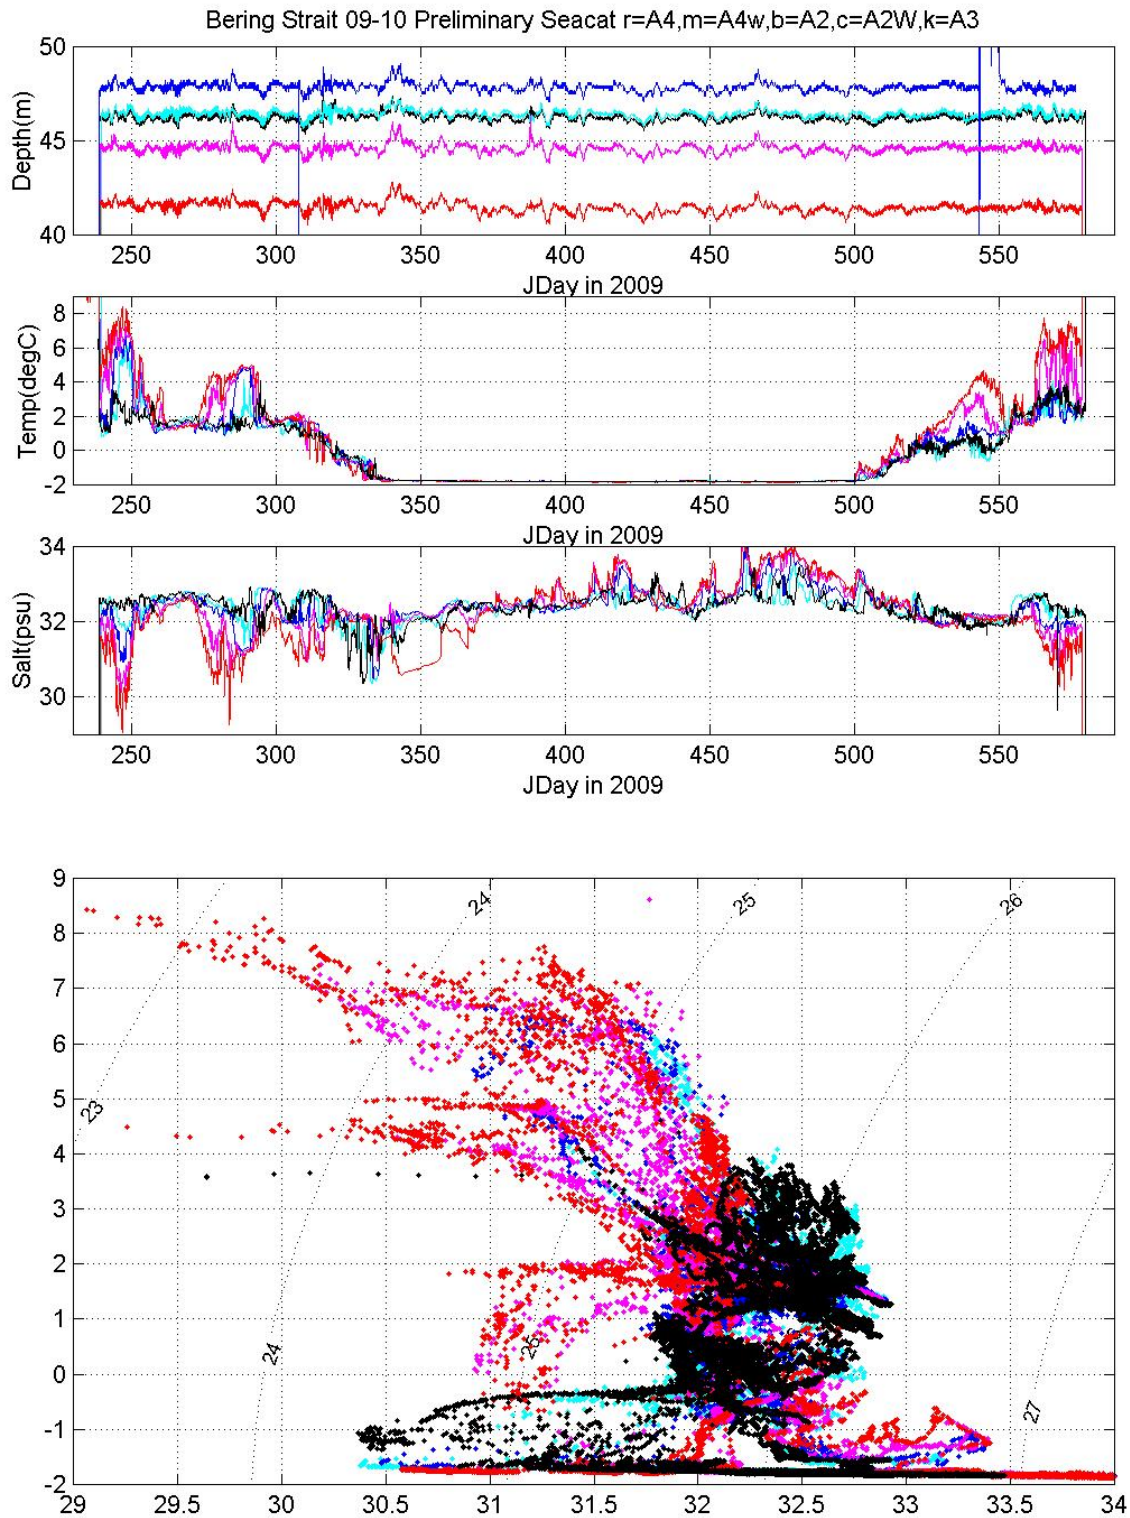 Bering Strait 09-10 Preliminary Seacat r=A4,m=A4w,b=A2,c=A2W,k=A3
50
45
40
Depth(m)
250 300 350 400 450 500 550
JDay in 2009
8
6
4
2
0
-2
Temp(degC)
250 300 350 400 450 500 550
JDay in 2009
34
32
30
Salt(psu)
250 300 350 400 450 500 550
JDay in 2009
9
8
7
6
5
4
3
2
1
0
-1
-2
24
25
26
23
24
25
27
29 29.5 30 30.5 31 31.5 32 32.5 33 33.5 34